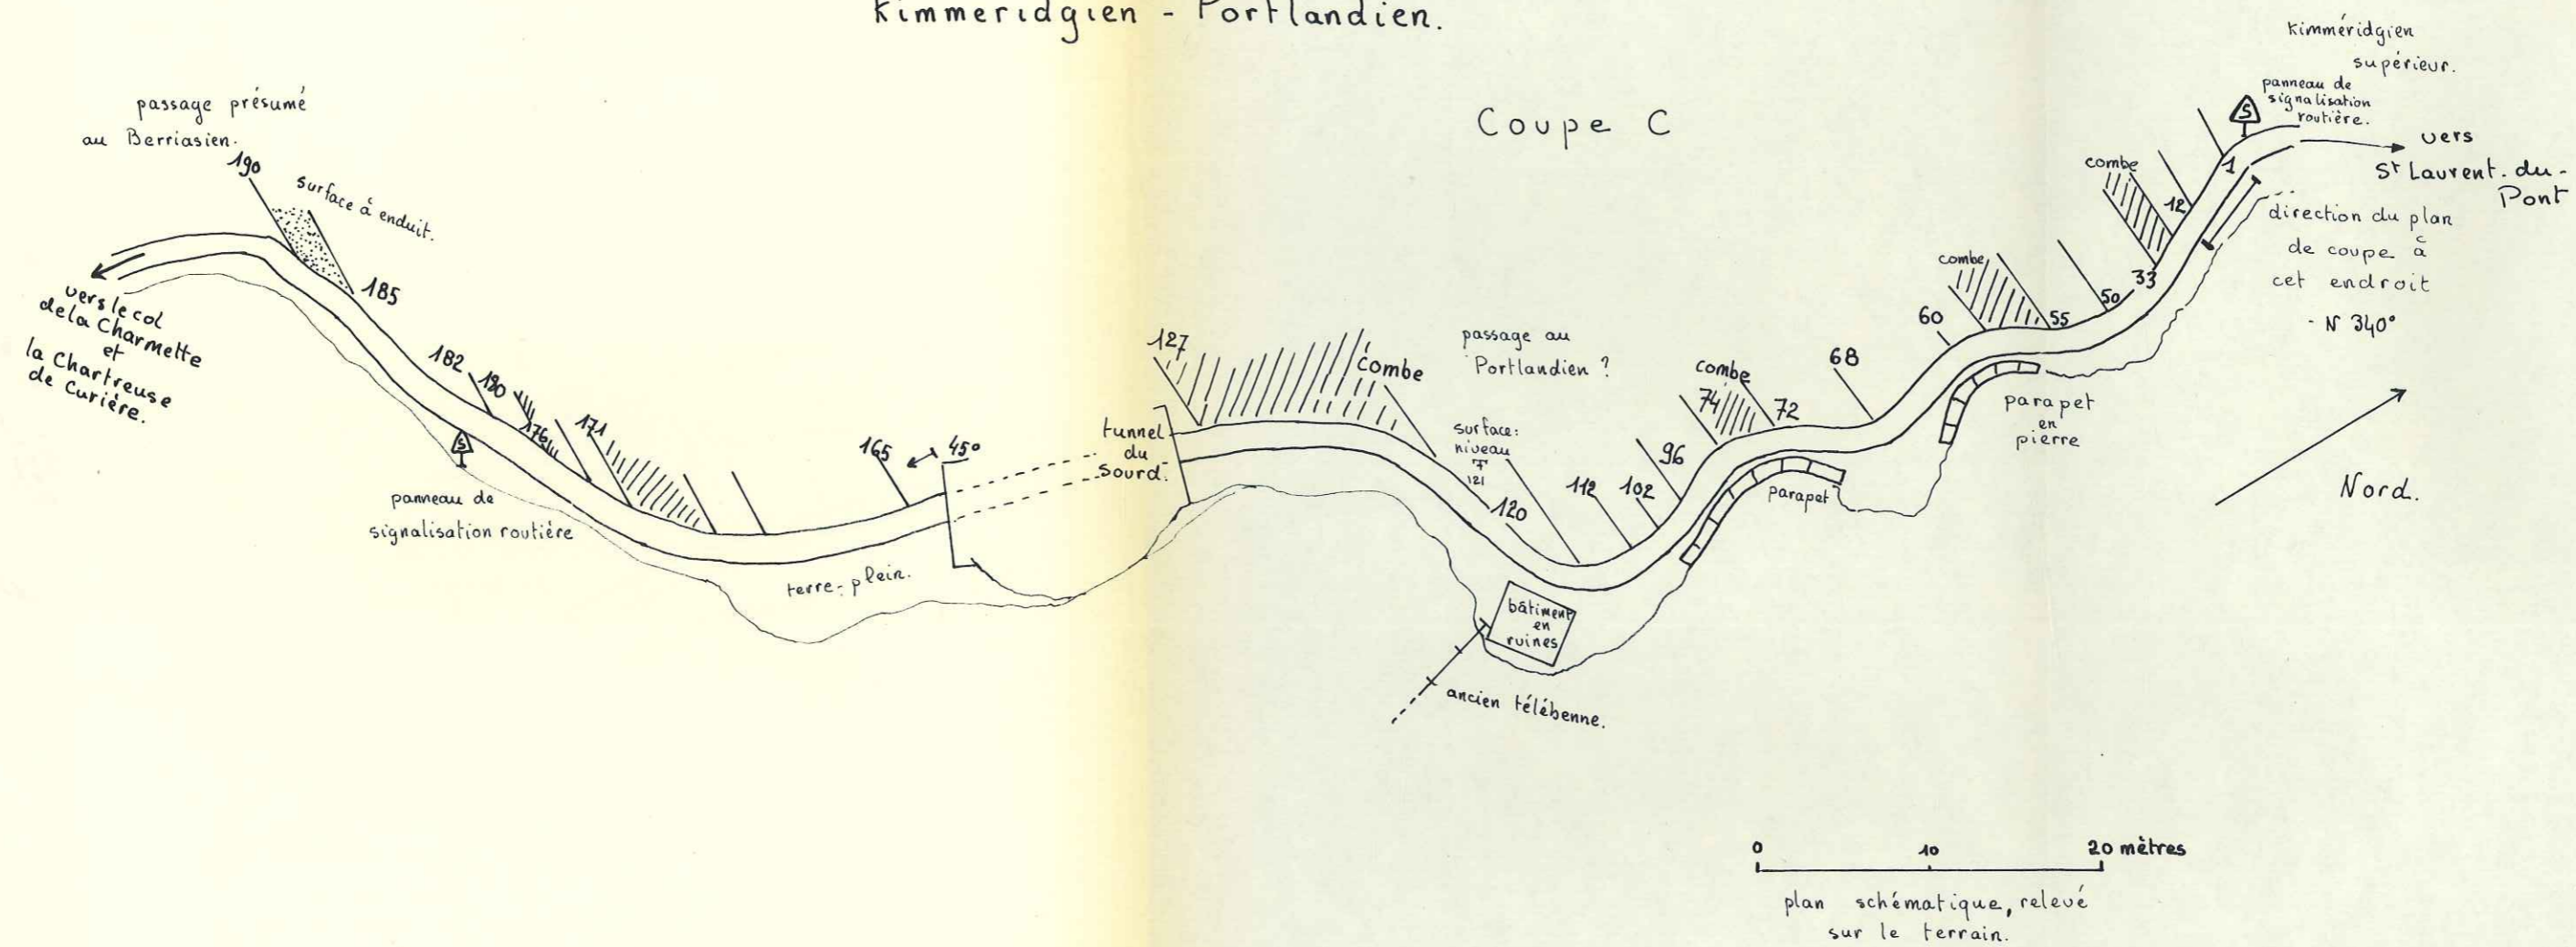 Kimmeridgien - Portlandien.
Coupe C
Kimméridgien
supérieur.
panneau de
signalisation
routière.
S
vers
St Laurent-du-
Pont
direction du plan
de coupe à
cet endroit
- N 340°
Nord.
passage présumé
au Berriasien.
190
surface à enduit.
185
vers le col
de la Charmette
et
la Chartreuse
de Curière.
182
180
176
171
S
panneau de
signalisation routière
165
45°
terre-plein.
tunnel
du
Sourd.
127
combe
passage au
Portlandien ?
surface:
niveau
121
120
112
102
96
combe
74
72
68
60
combe
55
50
33
combe
12
1
parapet
en
pierre
parapet
bâtiment
en
ruines
ancien télébenne.
0 10 20 mètres
plan schématique, relevé
sur le terrain.